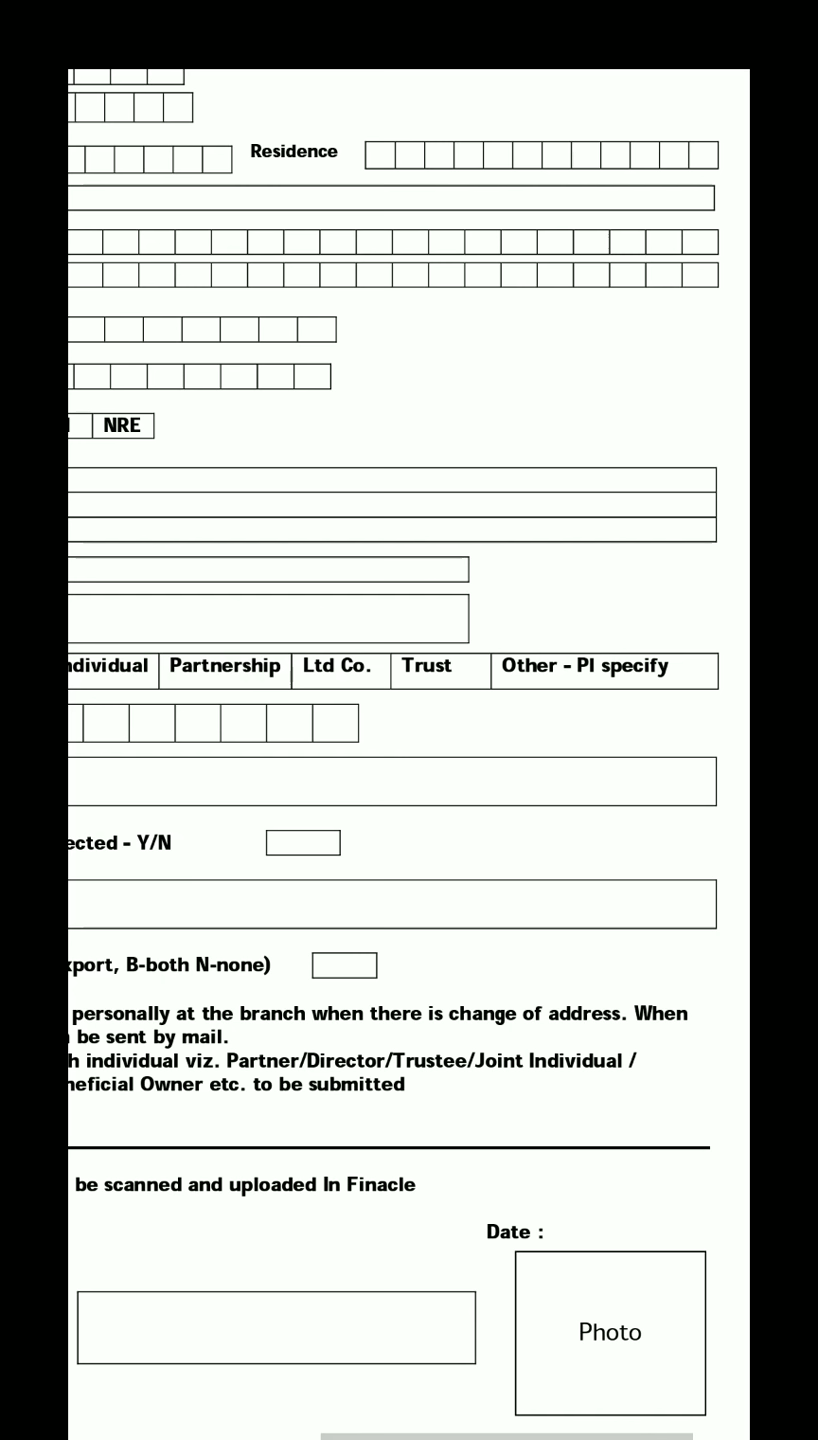 Residence
NRE
ndividual Partnership Ltd Co. Trust Other - PI specify
ected - Y/N
xport, B-both N-none)
personally at the branch when there is change of address. When
be sent by mail.
h individual viz. Partner/Director/Trustee/Joint Individual /
neficial Owner etc. to be submitted
be scanned and uploaded In Finacle
Date :
Photo